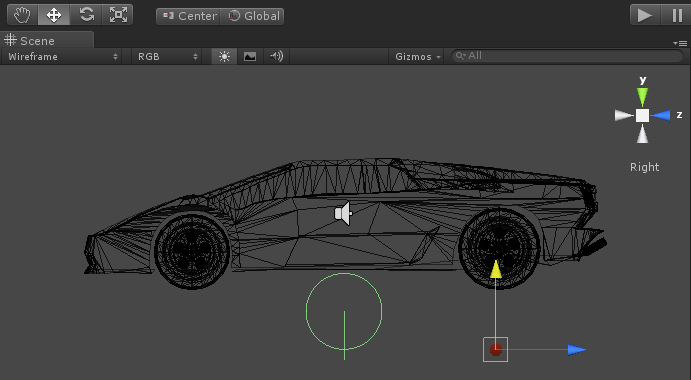 Center Global
Scene
Wireframe RGB Gizmos All
y
z
Right